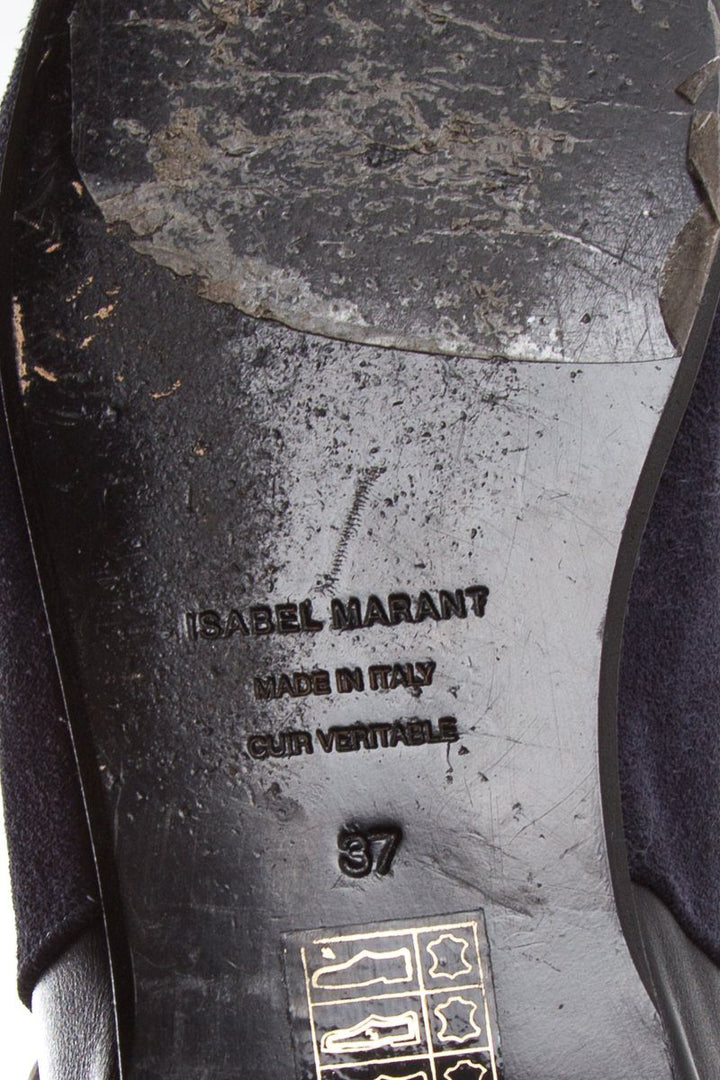 ISABEL MARANT
MADE IN ITALY
CUIR VERITABLE
37